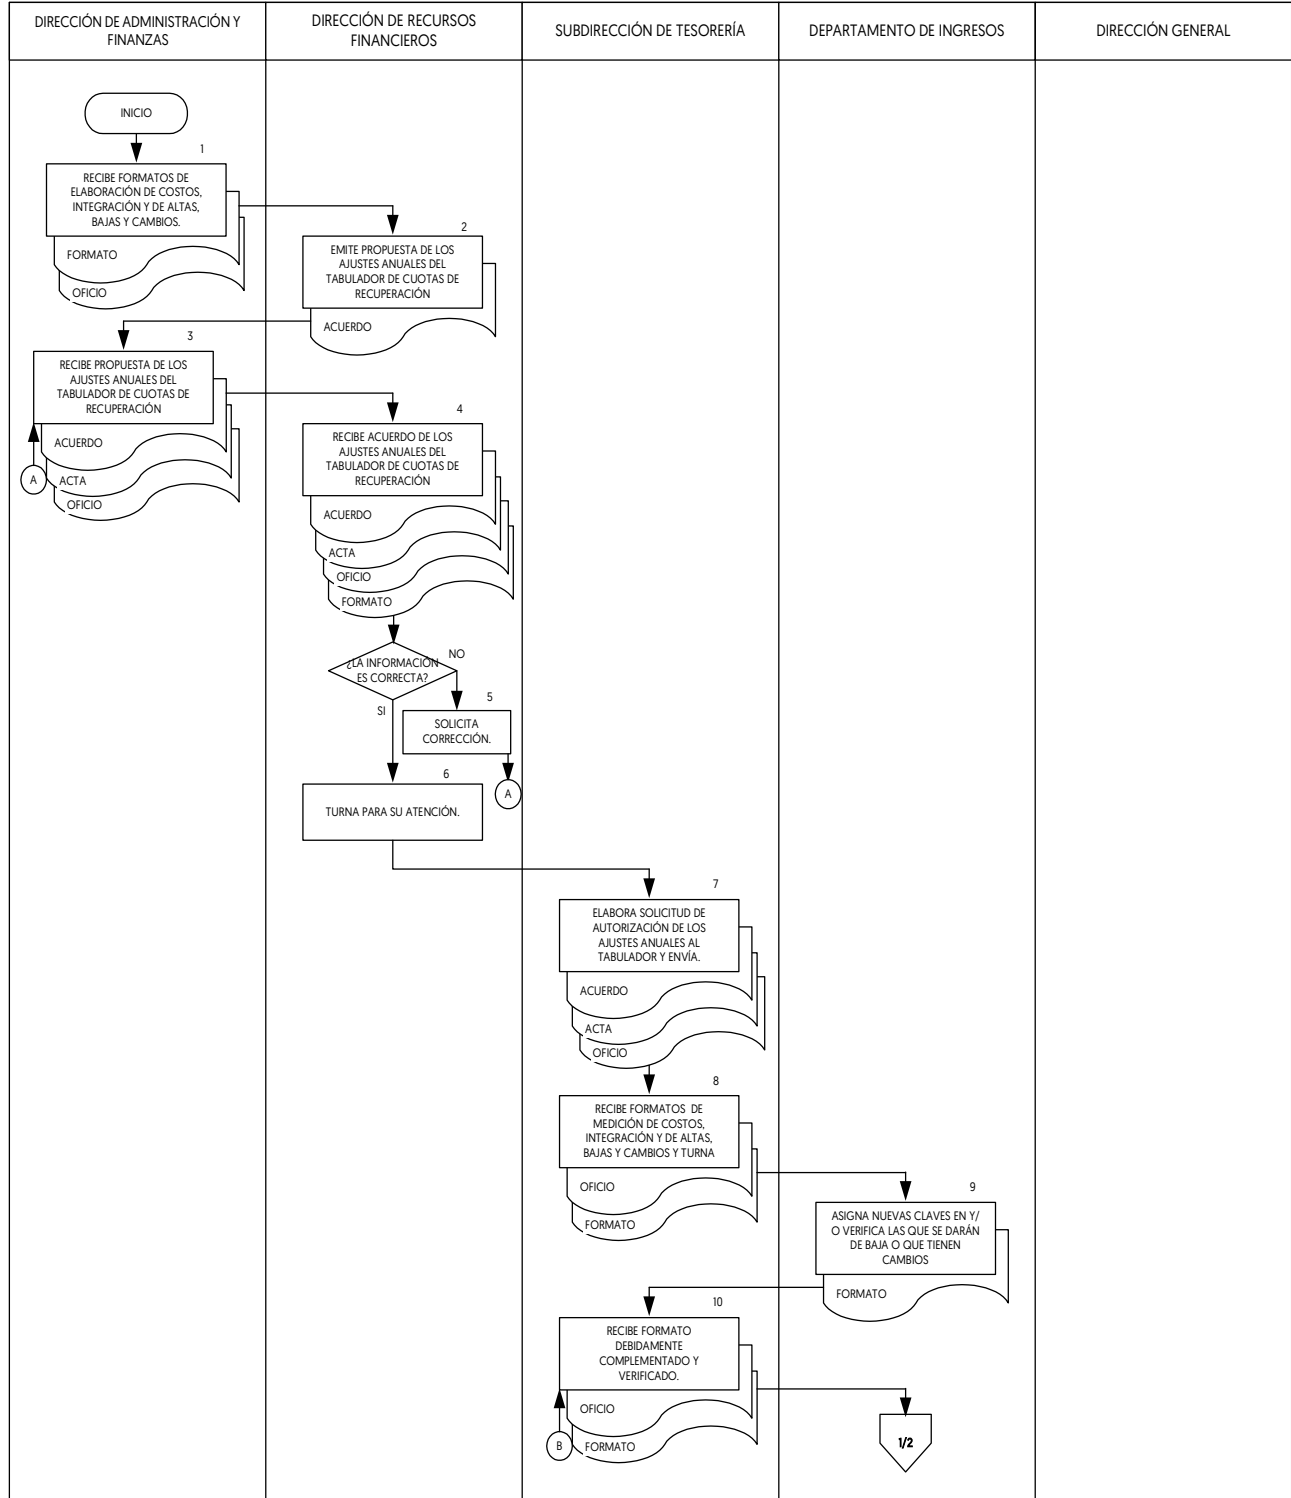 DIRECCIÓN DE ADMINISTRACIÓN Y
FINANZAS
DIRECCIÓN DE RECURSOS
FINANCIEROS
SUBDIRECCIÓN DE TESORERÍA
DEPARTAMENTO DE INGRESOS
DIRECCIÓN GENERAL
INICIO
1
RECIBE FORMATOS DE
ELABORACIÓN DE COSTOS,
INTEGRACIÓN Y DE ALTAS,
BAJAS Y CAMBIOS.
FORMATO
OFICIO
2
EMITE PROPUESTA DE LOS
AJUSTES ANUALES DEL
TABULADOR DE CUOTAS DE
RECUPERACIÓN
ACUERDO
3
RECIBE PROPUESTA DE LOS
AJUSTES ANUALES DEL
TABULADOR DE CUOTAS DE
RECUPERACIÓN
ACUERDO
A
ACTA
OFICIO
4
RECIBE ACUERDO DE LOS
AJUSTES ANUALES DEL
TABULADOR DE CUOTAS DE
RECUPERACIÓN
ACUERDO
ACTA
OFICIO
FORMATO
¿LA INFORMACIÓN
ES CORRECTA?
NO
SI
5
SOLICITA
CORRECCIÓN.
A
6
TURNA PARA SU ATENCIÓN.
7
ELABORA SOLICITUD DE
AUTORIZACIÓN DE LOS
AJUSTES ANUALES AL
TABULADOR Y ENVÍA.
ACUERDO
ACTA
OFICIO
8
RECIBE FORMATOS DE
MEDICIÓN DE COSTOS,
INTEGRACIÓN Y DE ALTAS,
BAJAS Y CAMBIOS Y TURNA
OFICIO
FORMATO
9
ASIGNA NUEVAS CLAVES EN Y/
O VERIFICA LAS QUE SE DARÁN
DE BAJA O QUE TIENEN
CAMBIOS
FORMATO
10
RECIBE FORMATO
DEBIDAMENTE
COMPLEMENTADO Y
VERIFICADO.
OFICIO
B
FORMATO
1/2